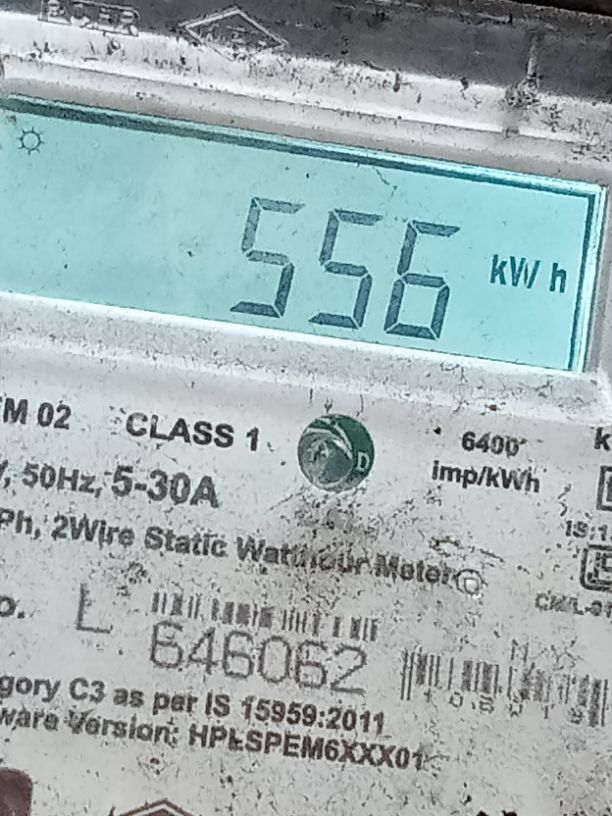 556 kWh
M 02 CLASS 1
6400
imp/kWh
, 50Hz, 5-30A
Ph, 2Wire Static Watthour Meter
o. L 646062
gory C3 as per IS 15959:2011
ware Version: HPLSPEM6XXX01